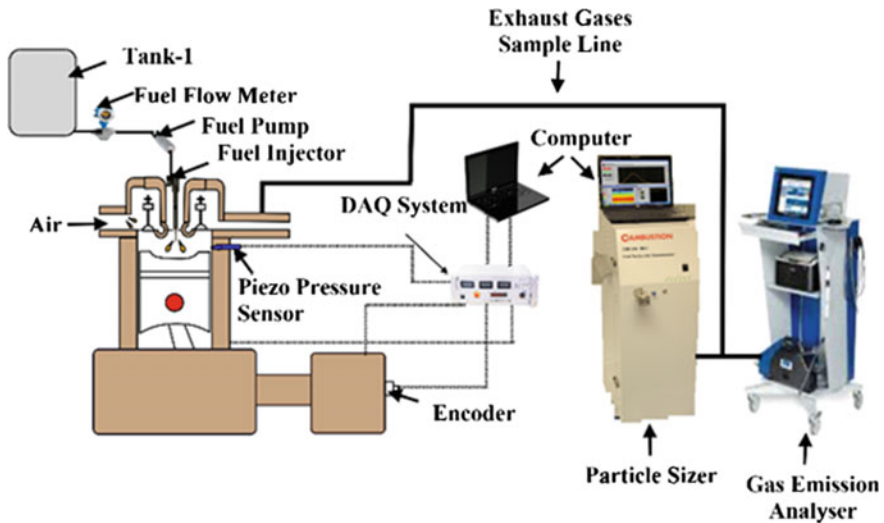 Exhaust Gases
Sample Line
Tank-1
Fuel Flow Meter
Fuel Pump
Fuel Injector
Computer
Air
DAQ System
CAMBUSTION
Piezo Pressure
Sensor
Encoder
Particle Sizer
Gas Emission
Analyser